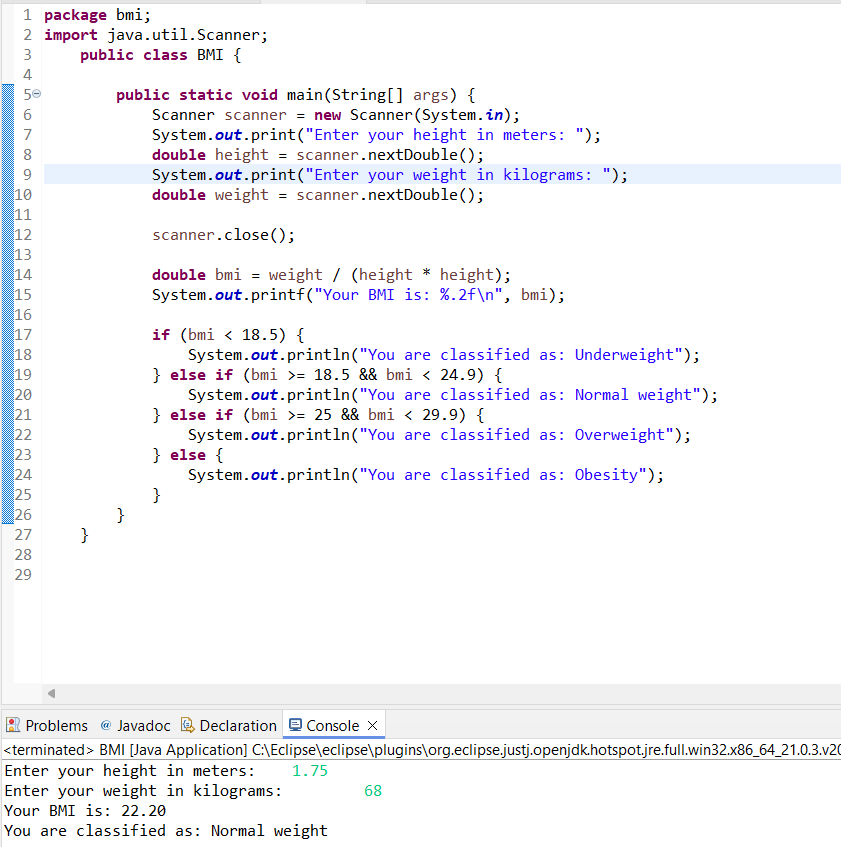 1 package bmi;
2 import java.util.Scanner;
3     public class BMI {
4
5         public static void main(String[] args) {
6             Scanner scanner = new Scanner(System.in);
7             System.out.print("Enter your height in meters: ");
8             double height = scanner.nextDouble();
9             System.out.print("Enter your weight in kilograms: ");
10             double weight = scanner.nextDouble();
11
12             scanner.close();
13
14             double bmi = weight / (height * height);
15             System.out.printf("Your BMI is: %.2f\n", bmi);
16
17             if (bmi < 18.5) {
18                 System.out.println("You are classified as: Underweight");
19             } else if (bmi >= 18.5 && bmi < 24.9) {
20                 System.out.println("You are classified as: Normal weight");
21             } else if (bmi >= 25 && bmi < 29.9) {
22                 System.out.println("You are classified as: Overweight");
23             } else {
24                 System.out.println("You are classified as: Obesity");
25             }
26         }
27     }
28
29
Problems @ Javadoc Declaration Console
<terminated> BMI [Java Application] C:\Eclipse\eclipse\plugins\org.eclipse.justj.openjdk.hotspot.jre.full.win32.x86_64_21.0.3.v20
Enter your height in meters:    1.75
Enter your weight in kilograms:         68
Your BMI is: 22.20
You are classified as: Normal weight